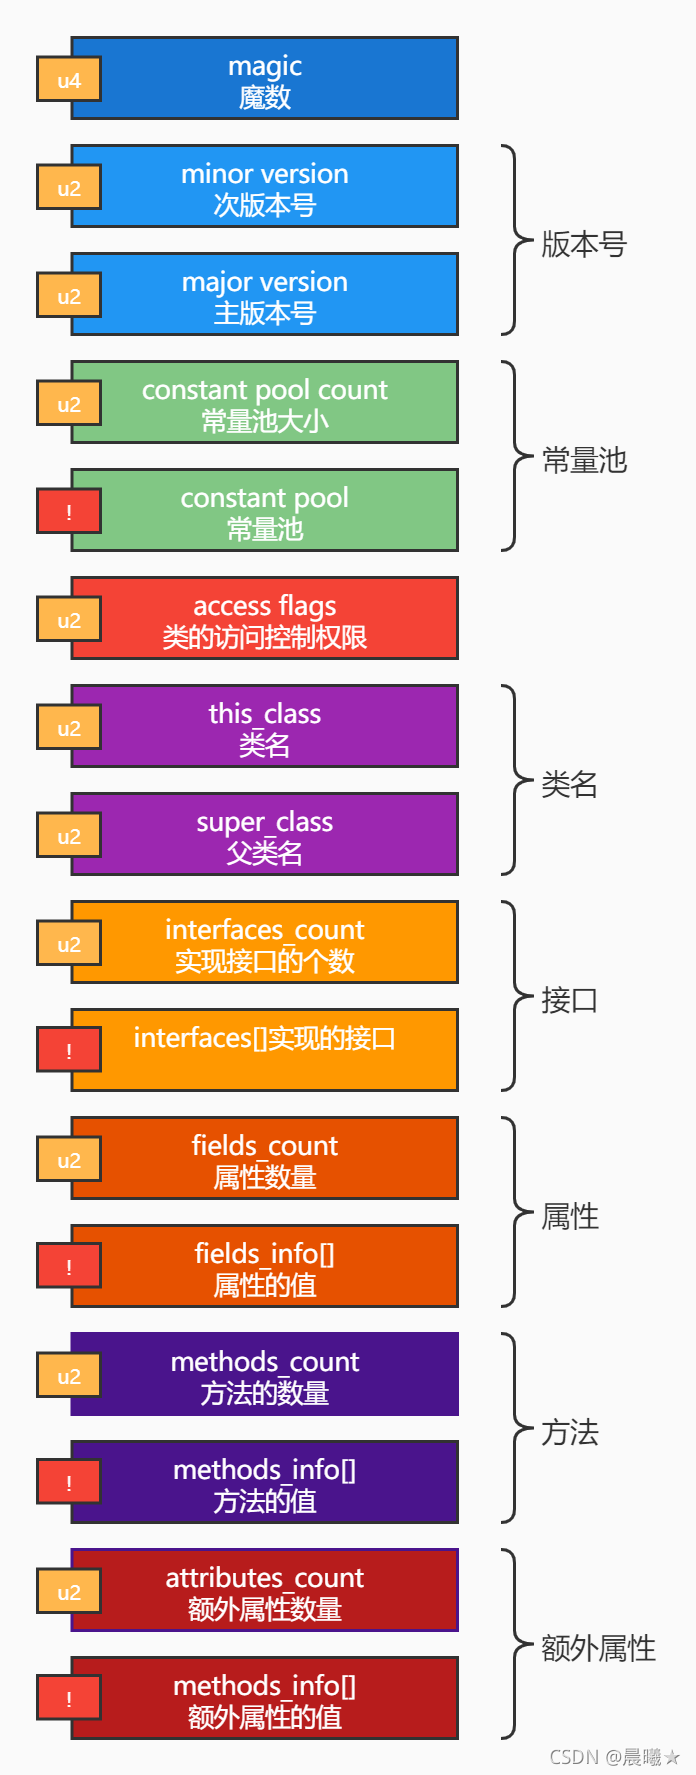 u4
magic
魔数
u2
minor version
次版本号
u2
major version
主版本号
版本号
u2
constant pool count
常量池大小
!
constant pool
常量池
常量池
u2
access flags
类的访问控制权限
u2
this_class
类名
u2
super_class
父类名
类名
u2
interfaces_count
实现接口的个数
!
interfaces[]实现的接口
接口
u2
fields_count
属性数量
!
fields_info[]
属性的值
属性
u2
methods_count
方法的数量
!
methods_info[]
方法的值
方法
u2
attributes_count
额外属性数量
!
methods_info[]
额外属性的值
额外属性
CSDN @晨曦★